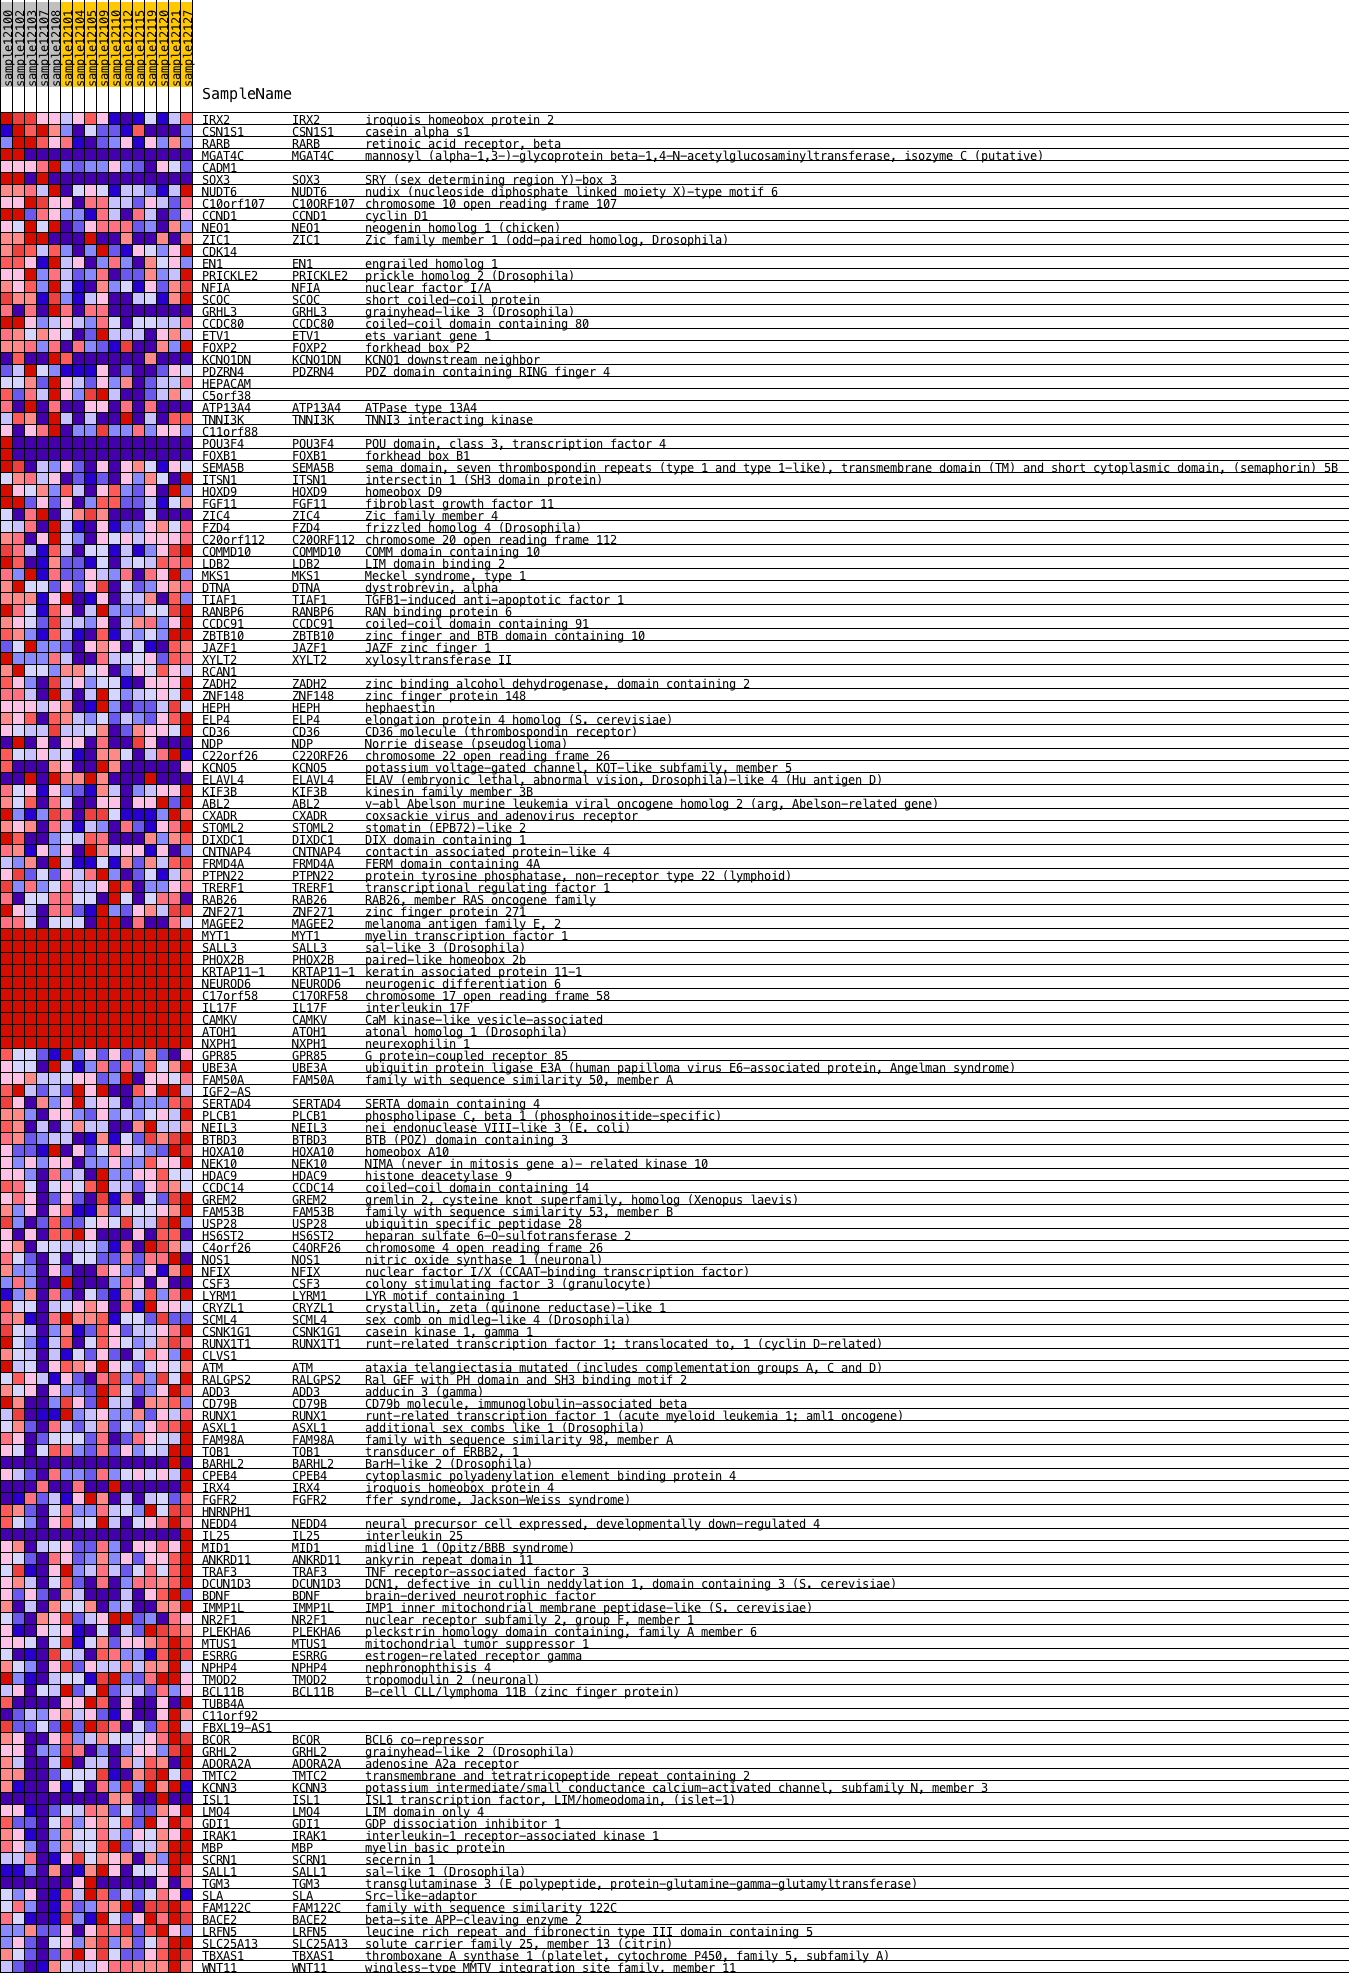 sample12100 sample12102 sample12103 sample12107 sample12108 sample12101 sample12104 sample12105 sample12109 sample12110 sample12112 sample12115 sample12119 sample12120 sample12121 sample12127
SampleName
IRX2 IRX2 iroquois homeobox protein 2
CSN1S1 CSN1S1 casein alpha s1
RARB RARB retinoic acid receptor, beta
MGAT4C MGAT4C mannosyl (alpha-1,3-)-glycoprotein beta-1,4-N-acetylglucosaminyltransferase, isozyme C (putative)
CADM1
SOX3 SOX3 SRY (sex determining region Y)-box 3
NUDT6 NUDT6 nudix (nucleoside diphosphate linked moiety X)-type motif 6
C10orf107 C10ORF107 chromosome 10 open reading frame 107
CCND1 CCND1 cyclin D1
NEO1 NEO1 neogenin homolog 1 (chicken)
ZIC1 ZIC1 Zic family member 1 (odd-paired homolog, Drosophila)
CDK14
EN1 EN1 engrailed homolog 1
PRICKLE2 PRICKLE2 prickle homolog 2 (Drosophila)
NFIA NFIA nuclear factor I/A
SCOC SCOC short coiled-coil protein
GRHL3 GRHL3 grainyhead-like 3 (Drosophila)
CCDC80 CCDC80 coiled-coil domain containing 80
ETV1 ETV1 ets variant gene 1
FOXP2 FOXP2 forkhead box P2
KCNQ1DN KCNQ1DN KCNQ1 downstream neighbor
PDZRN4 PDZRN4 PDZ domain containing RING finger 4
HEPACAM
C5orf38
ATP13A4 ATP13A4 ATPase type 13A4
TNNI3K TNNI3K TNNI3 interacting kinase
C11orf88
POU3F4 POU3F4 POU domain, class 3, transcription factor 4
FOXB1 FOXB1 forkhead box B1
SEMA5B SEMA5B sema domain, seven thrombospondin repeats (type 1 and type 1-like), transmembrane domain (TM) and short cytoplasmic domain, (semaphorin) 5B
ITSN1 ITSN1 intersectin 1 (SH3 domain protein)
HOXD9 HOXD9 homeobox D9
FGF11 FGF11 fibroblast growth factor 11
ZIC4 ZIC4 Zic family member 4
FZD4 FZD4 frizzled homolog 4 (Drosophila)
C20orf112 C20ORF112 chromosome 20 open reading frame 112
COMMD10 COMMD10 COMM domain containing 10
LDB2 LDB2 LIM domain binding 2
MKS1 MKS1 Meckel syndrome, type 1
DTNA DTNA dystrobrevin, alpha
TIAF1 TIAF1 TGFB1-induced anti-apoptotic factor 1
RANBP6 RANBP6 RAN binding protein 6
CCDC91 CCDC91 coiled-coil domain containing 91
ZBTB10 ZBTB10 zinc finger and BTB domain containing 10
JAZF1 JAZF1 JAZF zinc finger 1
XYLT2 XYLT2 xylosyltransferase II
RCAN1
ZADH2 ZADH2 zinc binding alcohol dehydrogenase, domain containing 2
ZNF148 ZNF148 zinc finger protein 148
HEPH HEPH hephaestin
ELP4 ELP4 elongation protein 4 homolog (S. cerevisiae)
CD36 CD36 CD36 molecule (thrombospondin receptor)
NDP NDP Norrie disease (pseudoglioma)
C22orf26 C22ORF26 chromosome 22 open reading frame 26
KCNQ5 KCNQ5 potassium voltage-gated channel, KQT-like subfamily, member 5
ELAVL4 ELAVL4 ELAV (embryonic lethal, abnormal vision, Drosophila)-like 4 (Hu antigen D)
KIF3B KIF3B kinesin family member 3B
ABL2 ABL2 v-abl Abelson murine leukemia viral oncogene homolog 2 (arg, Abelson-related gene)
CXADR CXADR coxsackie virus and adenovirus receptor
STOML2 STOML2 stomatin (EPB72)-like 2
DIXDC1 DIXDC1 DIX domain containing 1
CNTNAP4 CNTNAP4 contactin associated protein-like 4
FRMD4A FRMD4A FERM domain containing 4A
PTPN22 PTPN22 protein tyrosine phosphatase, non-receptor type 22 (lymphoid)
TRERF1 TRERF1 transcriptional regulating factor 1
RAB26 RAB26 RAB26, member RAS oncogene family
ZNF271 ZNF271 zinc finger protein 271
MAGEE2 MAGEE2 melanoma antigen family E, 2
MYT1 MYT1 myelin transcription factor 1
SALL3 SALL3 sal-like 3 (Drosophila)
PHOX2B PHOX2B paired-like homeobox 2b
KRTAP11-1 KRTAP11-1 keratin associated protein 11-1
NEUROD6 NEUROD6 neurogenic differentiation 6
C17orf58 C17ORF58 chromosome 17 open reading frame 58
IL17F IL17F interleukin 17F
CAMKV CAMKV CaM kinase-like vesicle-associated
ATOH1 ATOH1 atonal homolog 1 (Drosophila)
NXPH1 NXPH1 neurexophilin 1
GPR85 GPR85 G protein-coupled receptor 85
UBE3A UBE3A ubiquitin protein ligase E3A (human papilloma virus E6-associated protein, Angelman syndrome)
FAM50A FAM50A family with sequence similarity 50, member A
IGF2-AS
SERTAD4 SERTAD4 SERTA domain containing 4
PLCB1 PLCB1 phospholipase C, beta 1 (phosphoinositide-specific)
NEIL3 NEIL3 nei endonuclease VIII-like 3 (E. coli)
BTBD3 BTBD3 BTB (POZ) domain containing 3
HOXA10 HOXA10 homeobox A10
NEK10 NEK10 NIMA (never in mitosis gene a)- related kinase 10
HDAC9 HDAC9 histone deacetylase 9
CCDC14 CCDC14 coiled-coil domain containing 14
GREM2 GREM2 gremlin 2, cysteine knot superfamily, homolog (Xenopus laevis)
FAM53B FAM53B family with sequence similarity 53, member B
USP28 USP28 ubiquitin specific peptidase 28
HS6ST2 HS6ST2 heparan sulfate 6-O-sulfotransferase 2
C4orf26 C4ORF26 chromosome 4 open reading frame 26
NOS1 NOS1 nitric oxide synthase 1 (neuronal)
NFIX NFIX nuclear factor I/X (CCAAT-binding transcription factor)
CSF3 CSF3 colony stimulating factor 3 (granulocyte)
LYRM1 LYRM1 LYR motif containing 1
CRYZL1 CRYZL1 crystallin, zeta (quinone reductase)-like 1
SCML4 SCML4 sex comb on midleg-like 4 (Drosophila)
CSNK1G1 CSNK1G1 casein kinase 1, gamma 1
RUNX1T1 RUNX1T1 runt-related transcription factor 1; translocated to, 1 (cyclin D-related)
CLVS1
ATM ATM ataxia telangiectasia mutated (includes complementation groups A, C and D)
RALGPS2 RALGPS2 Ral GEF with PH domain and SH3 binding motif 2
ADD3 ADD3 adducin 3 (gamma)
CD79B CD79B CD79b molecule, immunoglobulin-associated beta
RUNX1 RUNX1 runt-related transcription factor 1 (acute myeloid leukemia 1; aml1 oncogene)
ASXL1 ASXL1 additional sex combs like 1 (Drosophila)
FAM98A FAM98A family with sequence similarity 98, member A
TOB1 TOB1 transducer of ERBB2, 1
BARHL2 BARHL2 BarH-like 2 (Drosophila)
CPEB4 CPEB4 cytoplasmic polyadenylation element binding protein 4
IRX4 IRX4 iroquois homeobox protein 4
FGFR2 FGFR2 ffer syndrome, Jackson-Weiss syndrome)
HNRNPH1
NEDD4 NEDD4 neural precursor cell expressed, developmentally down-regulated 4
IL25 IL25 interleukin 25
MID1 MID1 midline 1 (Opitz/BBB syndrome)
ANKRD11 ANKRD11 ankyrin repeat domain 11
TRAF3 TRAF3 TNF receptor-associated factor 3
DCUN1D3 DCUN1D3 DCN1, defective in cullin neddylation 1, domain containing 3 (S. cerevisiae)
BDNF BDNF brain-derived neurotrophic factor
IMMP1L IMMP1L IMP1 inner mitochondrial membrane peptidase-like (S. cerevisiae)
NR2F1 NR2F1 nuclear receptor subfamily 2, group F, member 1
PLEKHA6 PLEKHA6 pleckstrin homology domain containing, family A member 6
MTUS1 MTUS1 mitochondrial tumor suppressor 1
ESRRG ESRRG estrogen-related receptor gamma
NPHP4 NPHP4 nephronophthisis 4
TMOD2 TMOD2 tropomodulin 2 (neuronal)
BCL11B BCL11B B-cell CLL/lymphoma 11B (zinc finger protein)
TUBB4A
C11orf92
FBXL19-AS1
BCOR BCOR BCL6 co-repressor
GRHL2 GRHL2 grainyhead-like 2 (Drosophila)
ADORA2A ADORA2A adenosine A2a receptor
TMTC2 TMTC2 transmembrane and tetratricopeptide repeat containing 2
KCNN3 KCNN3 potassium intermediate/small conductance calcium-activated channel, subfamily N, member 3
ISL1 ISL1 ISL1 transcription factor, LIM/homeodomain, (islet-1)
LMO4 LMO4 LIM domain only 4
GDI1 GDI1 GDP dissociation inhibitor 1
IRAK1 IRAK1 interleukin-1 receptor-associated kinase 1
MBP MBP myelin basic protein
SCRN1 SCRN1 secernin 1
SALL1 SALL1 sal-like 1 (Drosophila)
TGM3 TGM3 transglutaminase 3 (E polypeptide, protein-glutamine-gamma-glutamyltransferase)
SLA SLA Src-like-adaptor
FAM122C FAM122C family with sequence similarity 122C
BACE2 BACE2 beta-site APP-cleaving enzyme 2
LRFN5 LRFN5 leucine rich repeat and fibronectin type III domain containing 5
SLC25A13 SLC25A13 solute carrier family 25, member 13 (citrin)
TBXAS1 TBXAS1 thromboxane A synthase 1 (platelet, cytochrome P450, family 5, subfamily A)
WNT11 WNT11 wingless-type MMTV integration site family, member 11